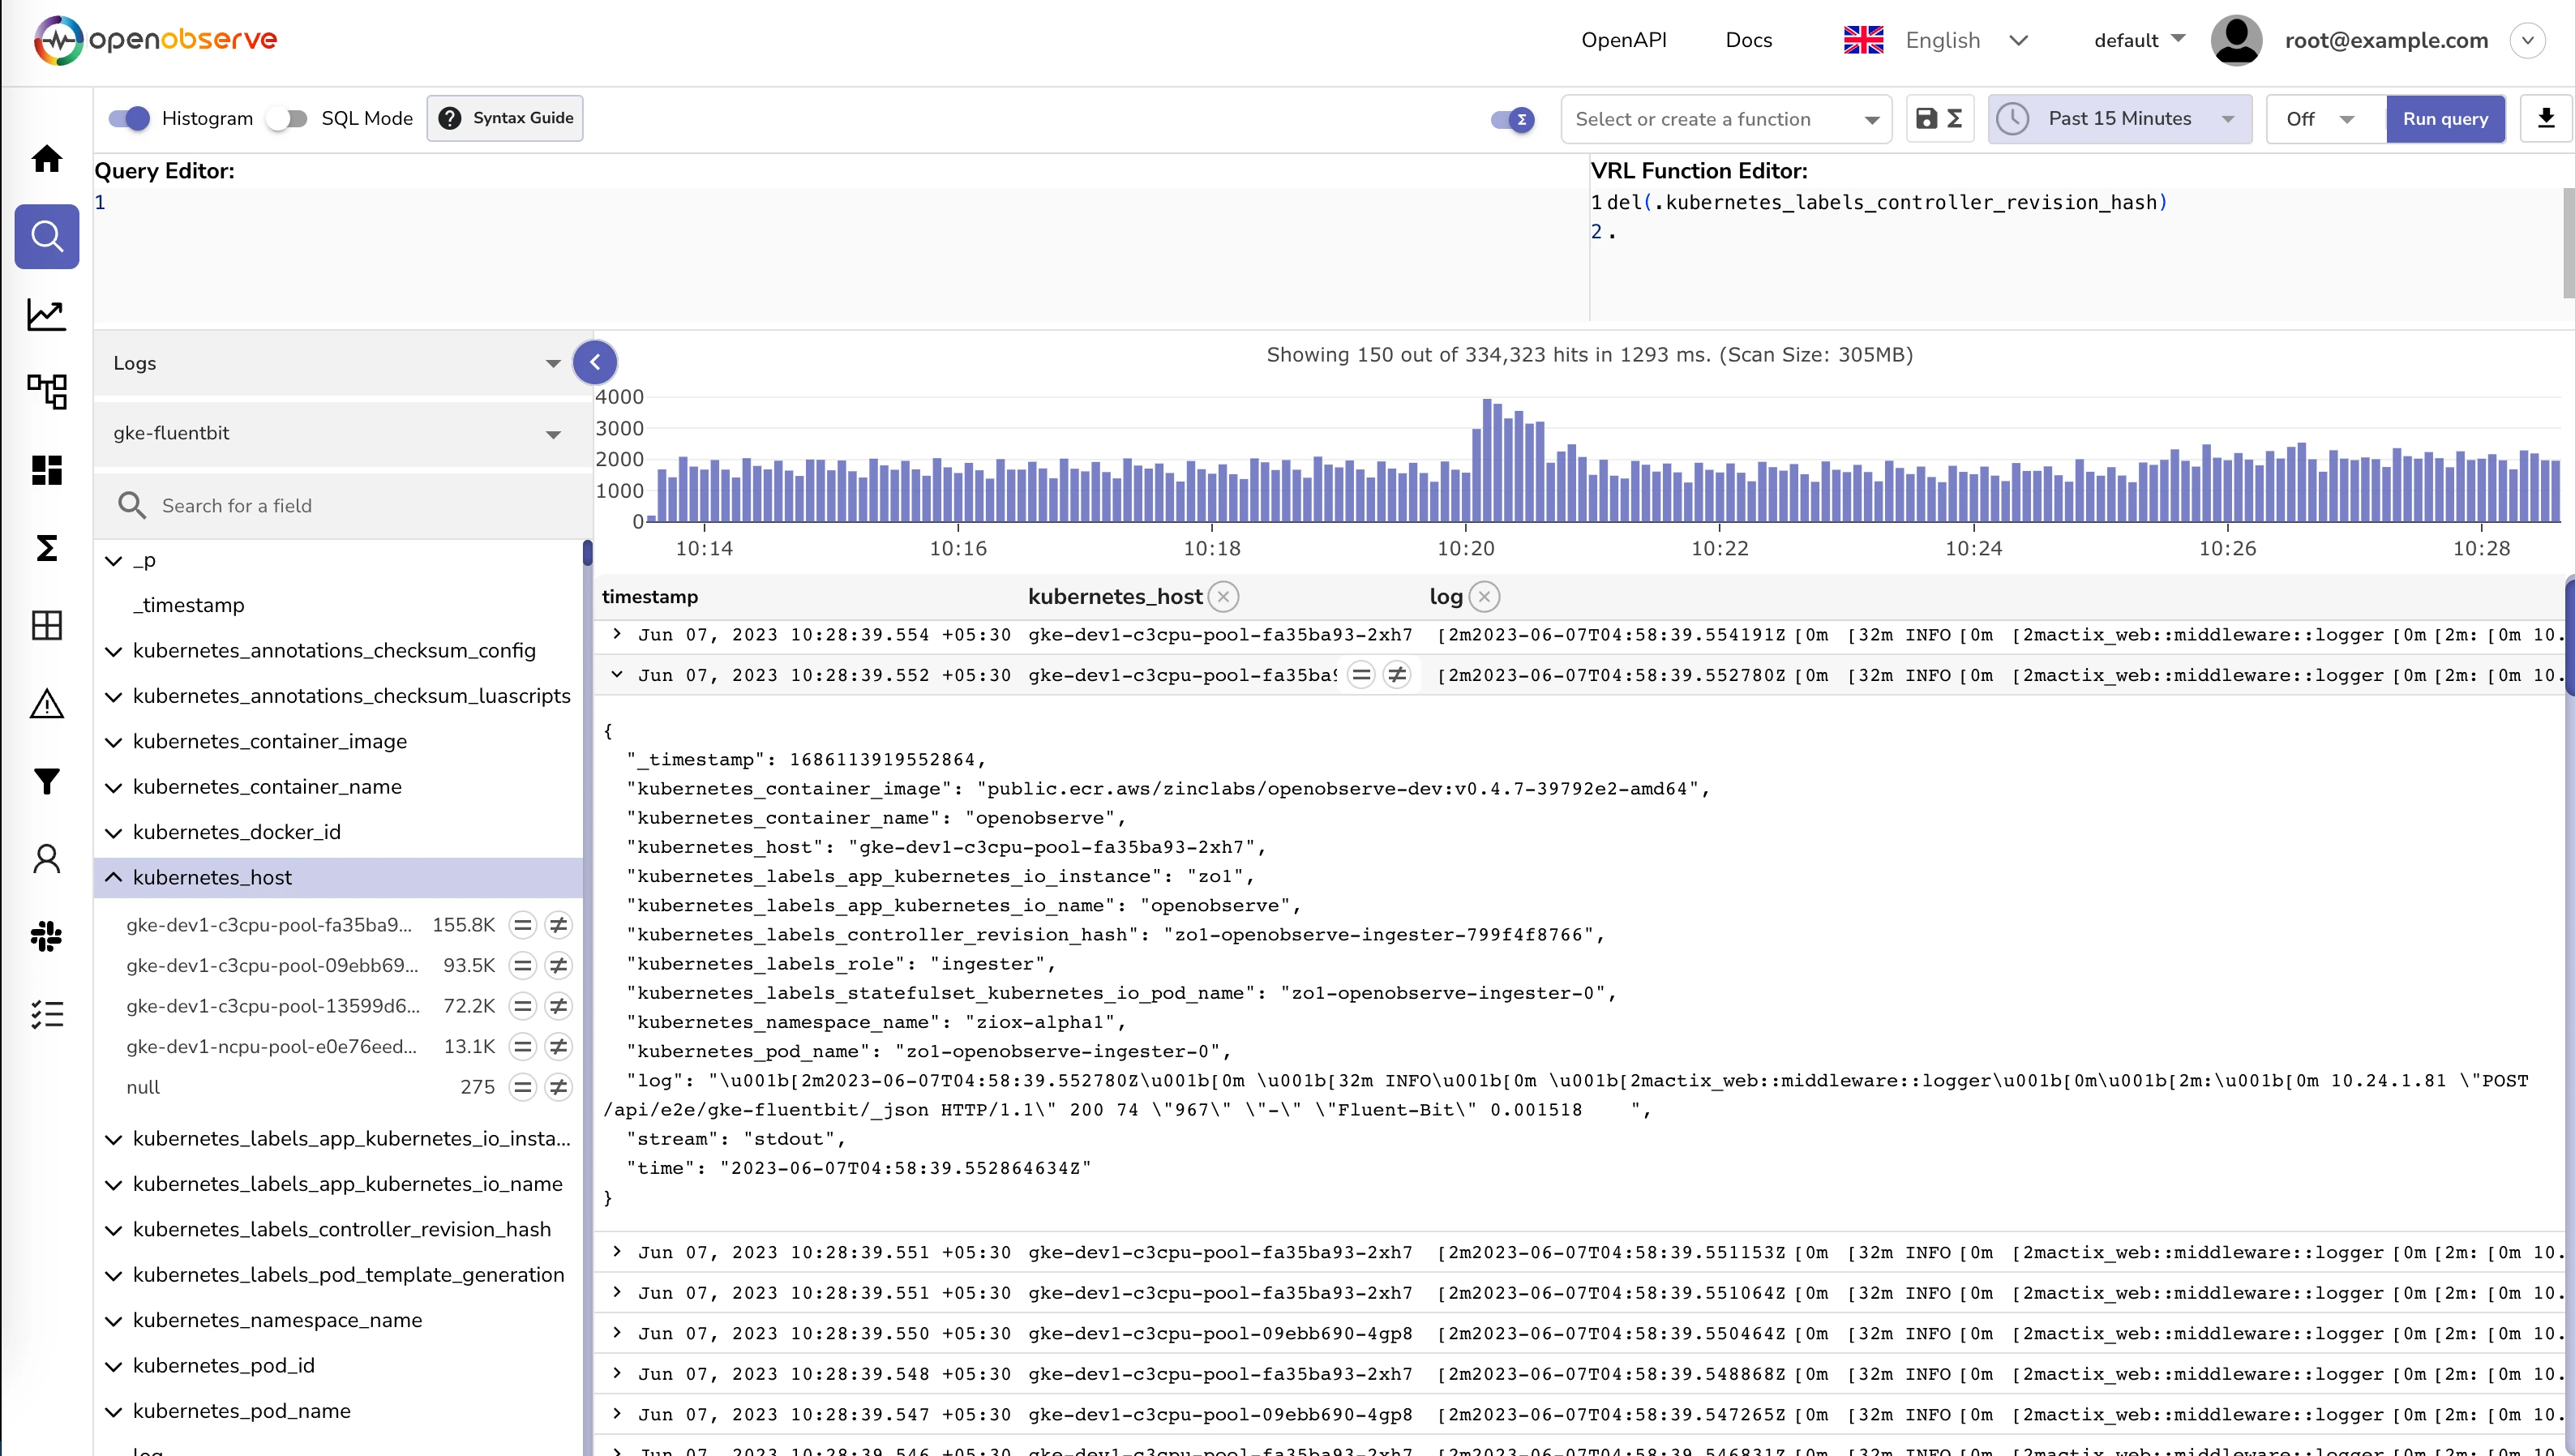 openobserve
OpenAPI
Docs
English
default
root@example.com
Histogram
SQL Mode
? Syntax Guide
Σ
Select or create a function
Σ
Past 15 Minutes
Off
Run query
Query Editor:
1
VRL Function Editor:
1 del(.kubernetes_labels_controller_revision_hash)
2 .
Logs
gke-fluentbit
Search for a field
_p
_timestamp
kubernetes_annotations_checksum_config
kubernetes_annotations_checksum_luascripts
kubernetes_container_image
kubernetes_container_name
kubernetes_docker_id
kubernetes_host
gke-dev1-c3cpu-pool-fa35ba9... 155.8K = ≠
gke-dev1-c3cpu-pool-09ebb69... 93.5K = ≠
gke-dev1-c3cpu-pool-13599d6... 72.2K = ≠
gke-dev1-ncpu-pool-e0e76eed... 13.1K = ≠
null 275 = ≠
kubernetes_labels_app_kubernetes_io_insta...
kubernetes_labels_app_kubernetes_io_name
kubernetes_labels_controller_revision_hash
kubernetes_labels_pod_template_generation
kubernetes_namespace_name
kubernetes_pod_id
kubernetes_pod_name
Showing 150 out of 334,323 hits in 1293 ms. (Scan Size: 305MB)
4000
3000
2000
1000
0
10:14 10:16 10:18 10:20 10:22 10:24 10:26 10:28
timestamp kubernetes_host log
Jun 07, 2023 10:28:39.554 +05:30 gke-dev1-c3cpu-pool-fa35ba93-2xh7 [2m2023-06-07T04:58:39.554191Z [0m [32m INFO [0m [2mactix_web::middleware::logger [0m [2m: [0m 10.
Jun 07, 2023 10:28:39.552 +05:30 gke-dev1-c3cpu-pool-fa35ba9 = ≠ [2m2023-06-07T04:58:39.552780Z [0m [32m INFO [0m [2mactix_web::middleware::logger [0m [2m: [0m 10.
{
"_timestamp": 1686113919552864,
"kubernetes_container_image": "public.ecr.aws/zinclabs/openobserve-dev:v0.4.7-39792e2-amd64",
"kubernetes_container_name": "openobserve",
"kubernetes_host": "gke-dev1-c3cpu-pool-fa35ba93-2xh7",
"kubernetes_labels_app_kubernetes_io_instance": "zo1",
"kubernetes_labels_app_kubernetes_io_name": "openobserve",
"kubernetes_labels_controller_revision_hash": "zo1-openobserve-ingester-799f4f8766",
"kubernetes_labels_role": "ingester",
"kubernetes_labels_statefulset_kubernetes_io_pod_name": "zo1-openobserve-ingester-0",
"kubernetes_namespace_name": "ziox-alpha1",
"kubernetes_pod_name": "zo1-openobserve-ingester-0",
"log": "\u001b[2m2023-06-07T04:58:39.552780Z\u001b[0m \u001b[32m INFO\u001b[0m \u001b[2mactix_web::middleware::logger\u001b[0m\u001b[2m:\u001b[0m 10.24.1.81 \"POST
/api/e2e/gke-fluentbit/_json HTTP/1.1\" 200 74 \"967\" \"-\" \"Fluent-Bit\" 0.001518 ",
"stream": "stdout",
"time": "2023-06-07T04:58:39.552864634Z"
}
Jun 07, 2023 10:28:39.551 +05:30 gke-dev1-c3cpu-pool-fa35ba93-2xh7 [2m2023-06-07T04:58:39.551153Z [0m [32m INFO [0m [2mactix_web::middleware::logger [0m [2m: [0m 10.
Jun 07, 2023 10:28:39.551 +05:30 gke-dev1-c3cpu-pool-fa35ba93-2xh7 [2m2023-06-07T04:58:39.551064Z [0m [32m INFO [0m [2mactix_web::middleware::logger [0m [2m: [0m 10.
Jun 07, 2023 10:28:39.550 +05:30 gke-dev1-c3cpu-pool-09ebb690-4gp8 [2m2023-06-07T04:58:39.550464Z [0m [32m INFO [0m [2mactix_web::middleware::logger [0m [2m: [0m 10.
Jun 07, 2023 10:28:39.548 +05:30 gke-dev1-c3cpu-pool-fa35ba93-2xh7 [2m2023-06-07T04:58:39.548868Z [0m [32m INFO [0m [2mactix_web::middleware::logger [0m [2m: [0m 10.
Jun 07, 2023 10:28:39.547 +05:30 gke-dev1-c3cpu-pool-09ebb690-4gp8 [2m2023-06-07T04:58:39.547265Z [0m [32m INFO [0m [2mactix_web::middleware::logger [0m [2m: [0m 10.